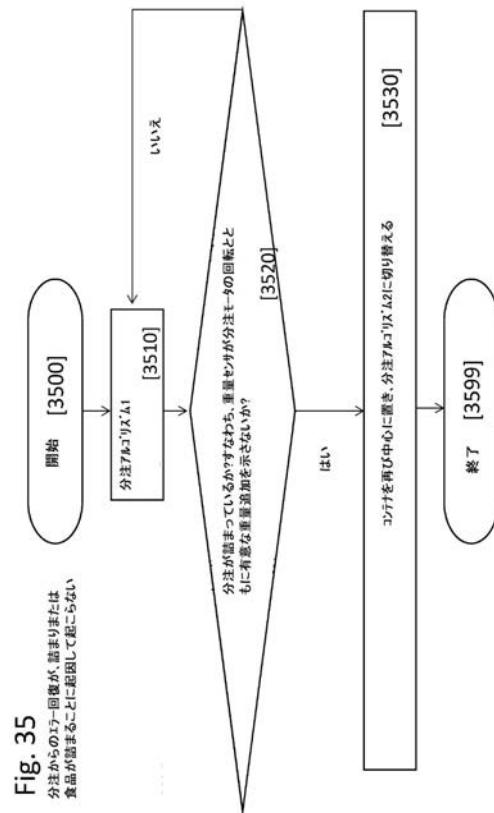 Fig. 35
分注からのエラー回復が、詰まりまたは
食品が詰まることに起因して起こらない
開始 [3500]
分注アルゴリズム1
[3510]
いいえ
分注が詰まっているか?すなわち、重量センサが分注モータの回転とと
もに有意な重量追加を示さないか?
[3520]
はい
コンテナを再び中心に置き、分注アルゴリズム2に切り替える
[3530]
終了 [3599]